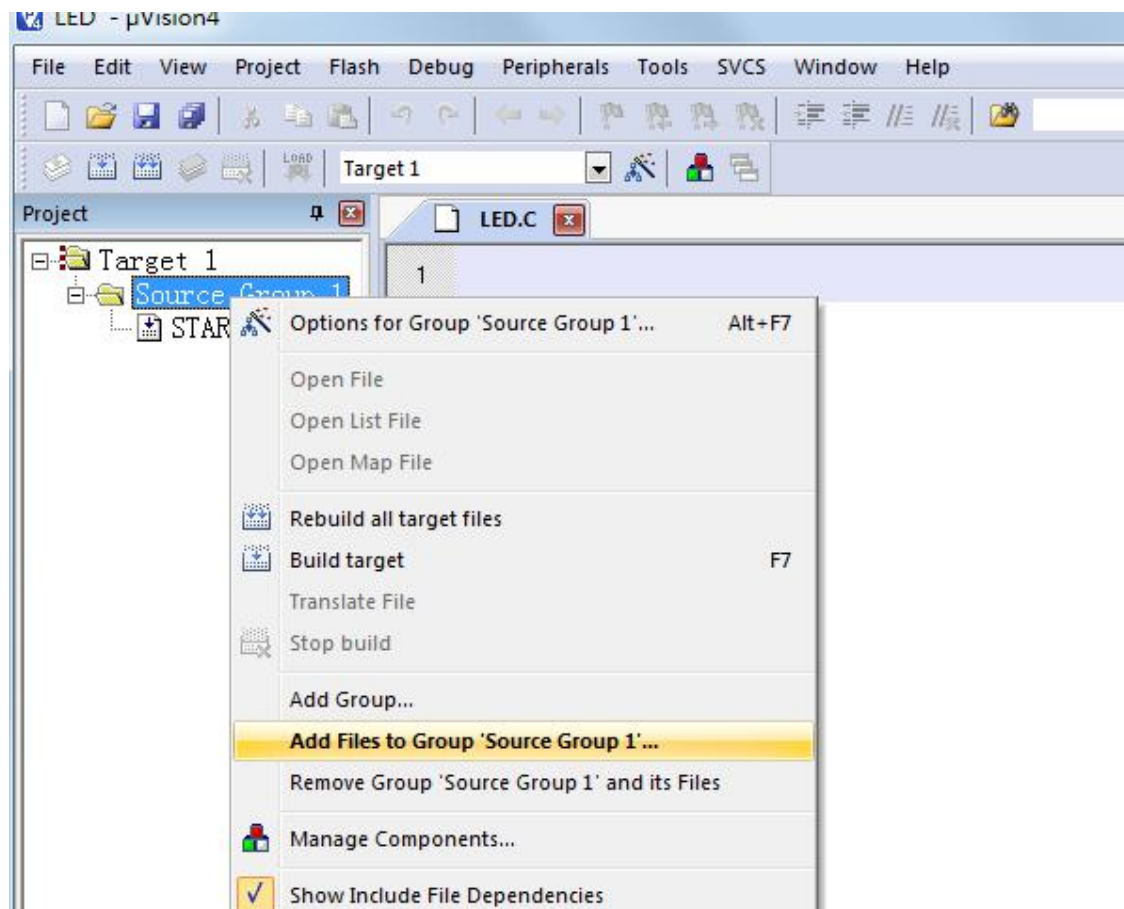 LED - µVision4
File Edit View Project Flash Debug Peripherals Tools SVCS Window Help
LOAD Target 1
Project LED.C
Target 1
1
Source Group 1
STAR
Options for Group 'Source Group 1'... Alt+F7
Open File
Open List File
Open Map File
Rebuild all target files
Build target F7
Translate File
Stop build
Add Group...
Add Files to Group 'Source Group 1'...
Remove Group 'Source Group 1' and its Files
Manage Components...
Show Include File Dependencies